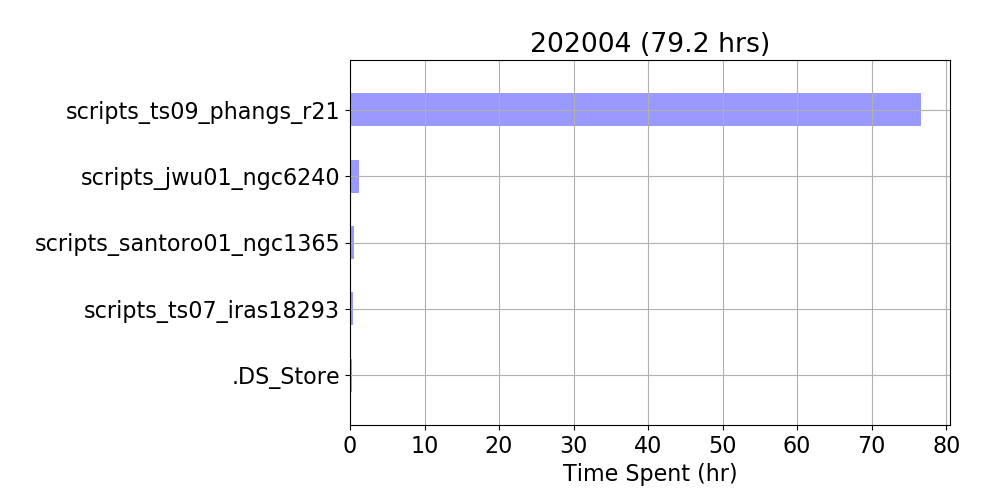 202004 (79.2 hrs)
scripts_ts09_phangs_r21
scripts_jwu01_ngc6240
scripts_santoro01_ngc1365
scripts_ts07_iras18293
.DS_Store
0 10 20 30 40 50 60 70 80
Time Spent (hr)